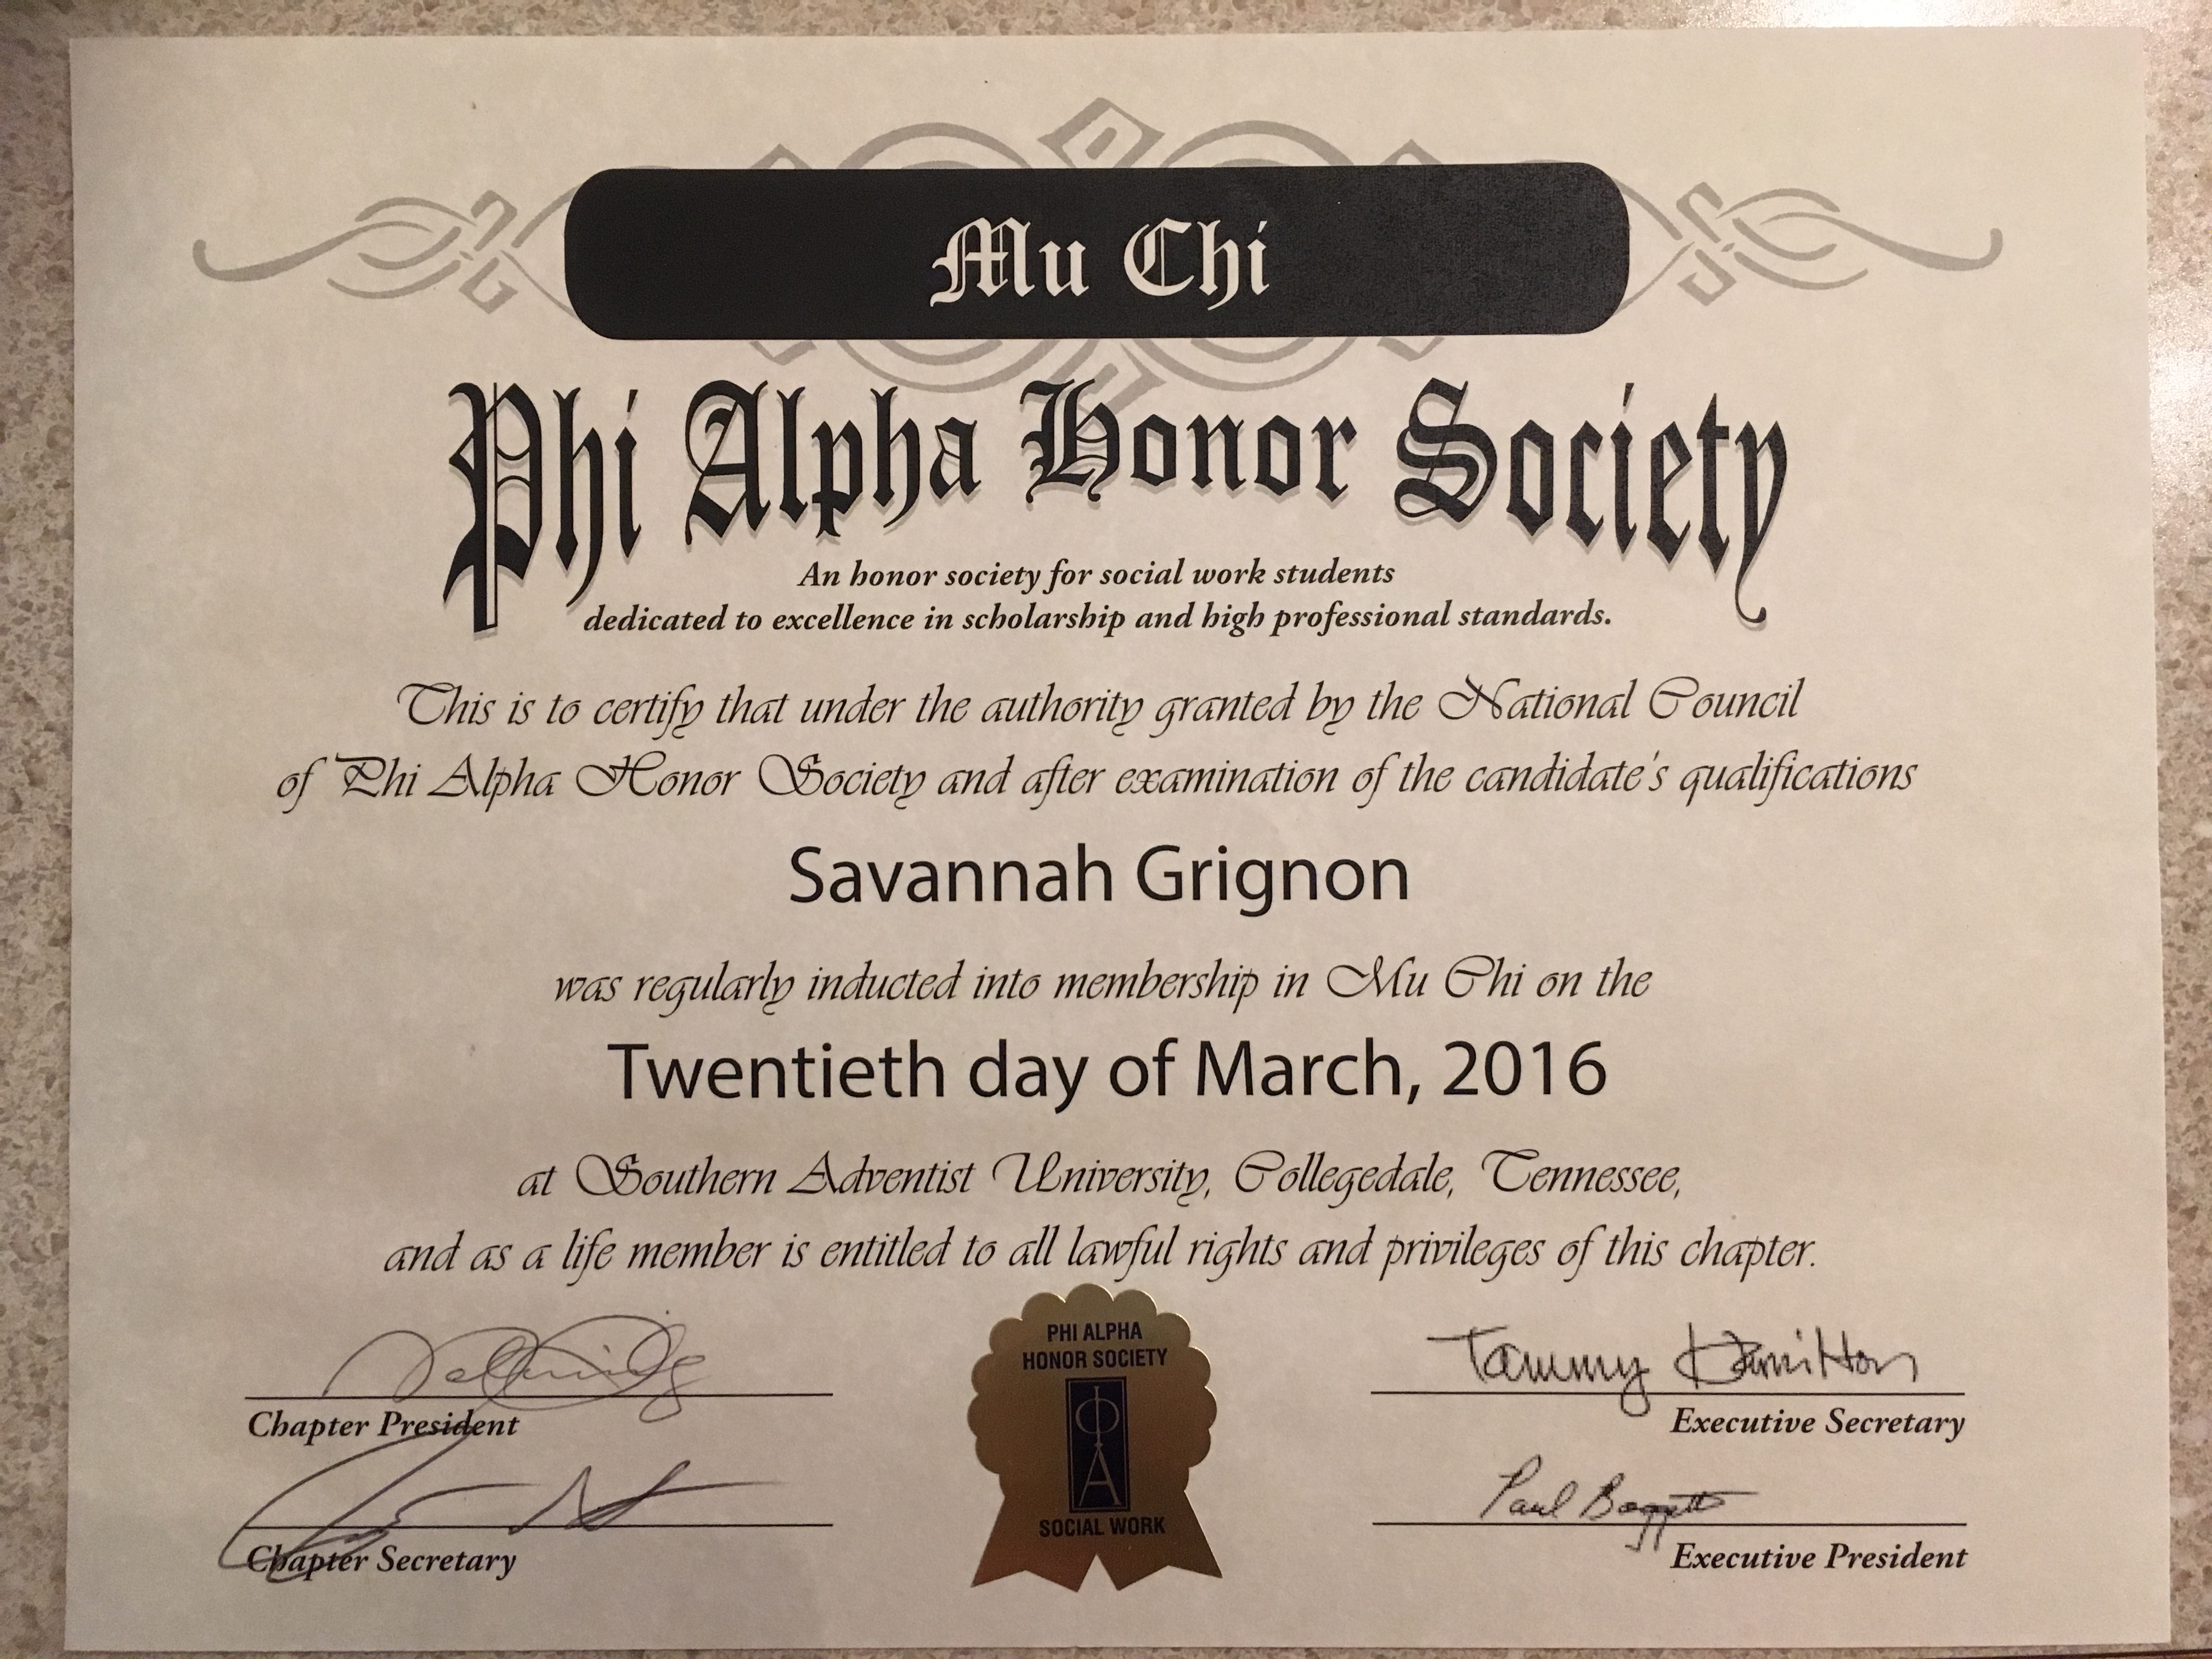 Mu Chi
Phi Alpha Honor Society
An honor society for social work students
dedicated to excellence in scholarship and high professional standards.
This is to certify that under the authority granted by the National Council
of Phi Alpha Honor Society and after examination of the candidate's qualifications
Savannah Grignon
was regularly inducted into membership in Mu Chi on the
Twentieth day of March, 2016
at Southern Adventist University, Collegedale, Tennessee,
and as a life member is entitled to all lawful rights and privileges of this chapter.
PHI ALPHA
HONOR SOCIETY
ΦΑ
SOCIAL WORK
Chapter President
Tammy Hamilton
Executive Secretary
Chapter Secretary
Paul Baggett
Executive President